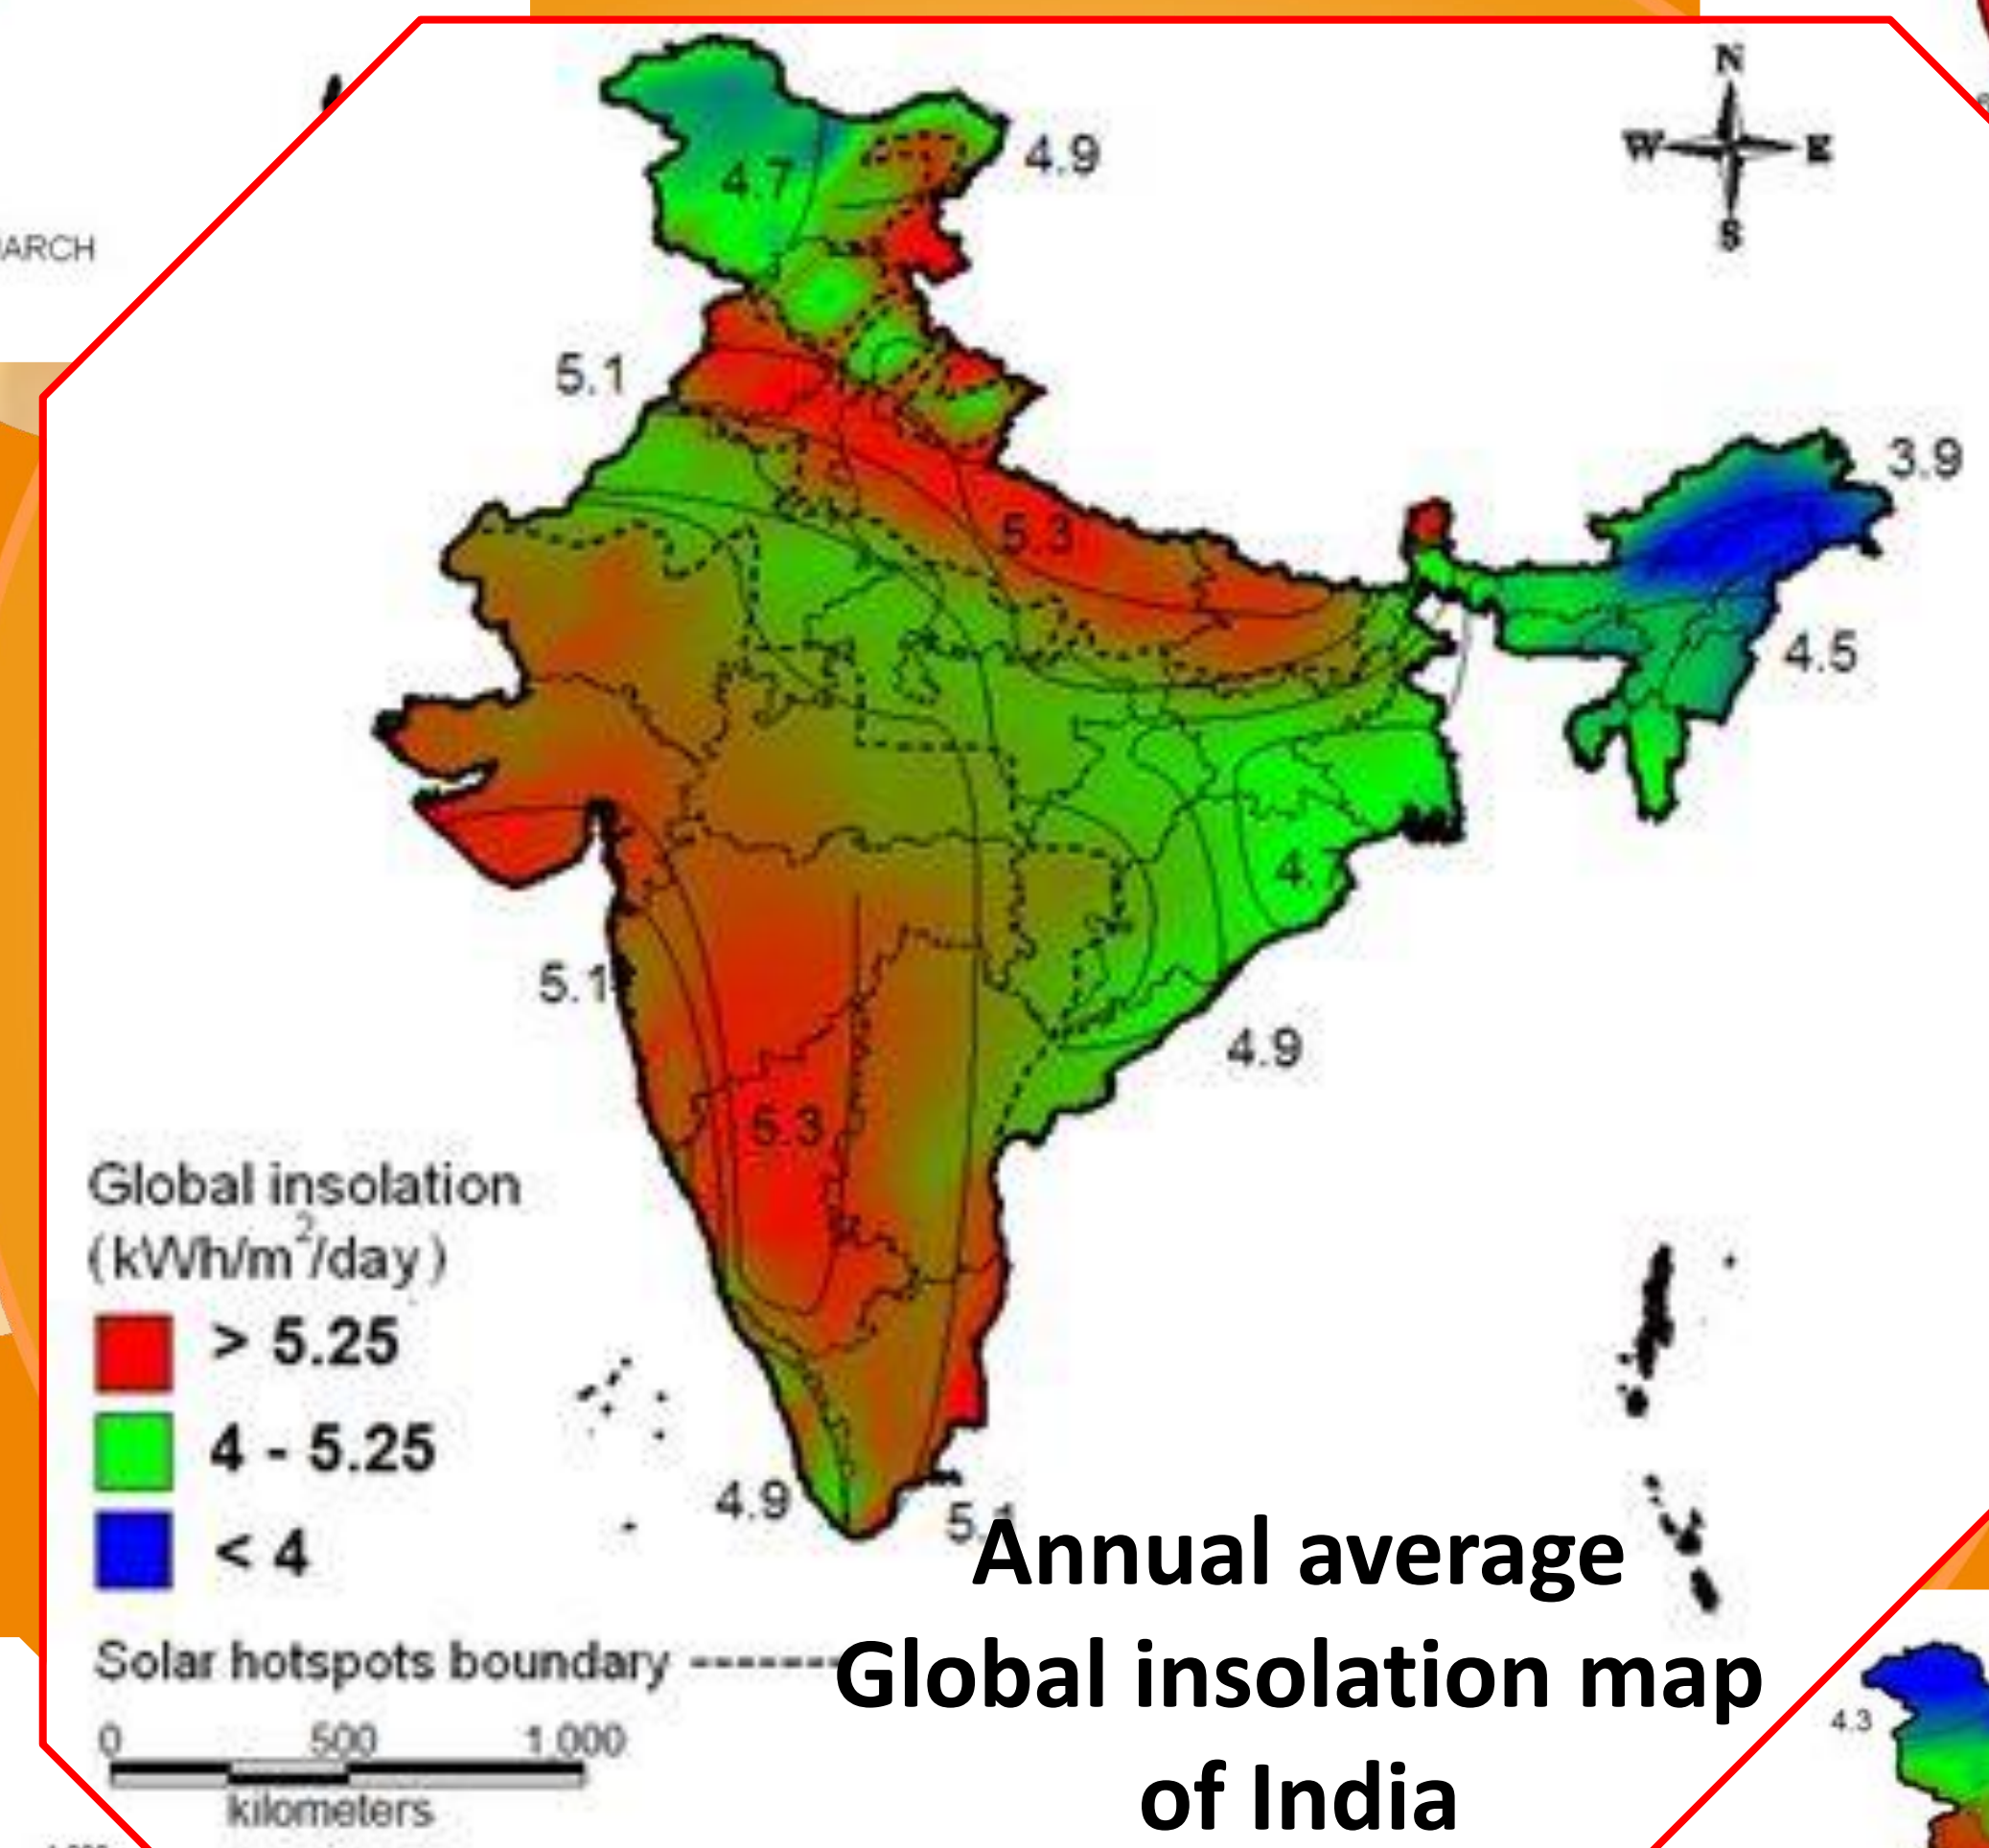 N
W E
S
4.9
4.7
ARCH
5.1
3.9
5.3
4.5
4.
5.1
4.9
5.3
Global insolation
(kWh/m²/day)
> 5.25
4 - 5.25
< 4
4.9
5.1
Annual average
Global insolation map
of India
Solar hotspots boundary
0 500 1,000
kilometers
4.3